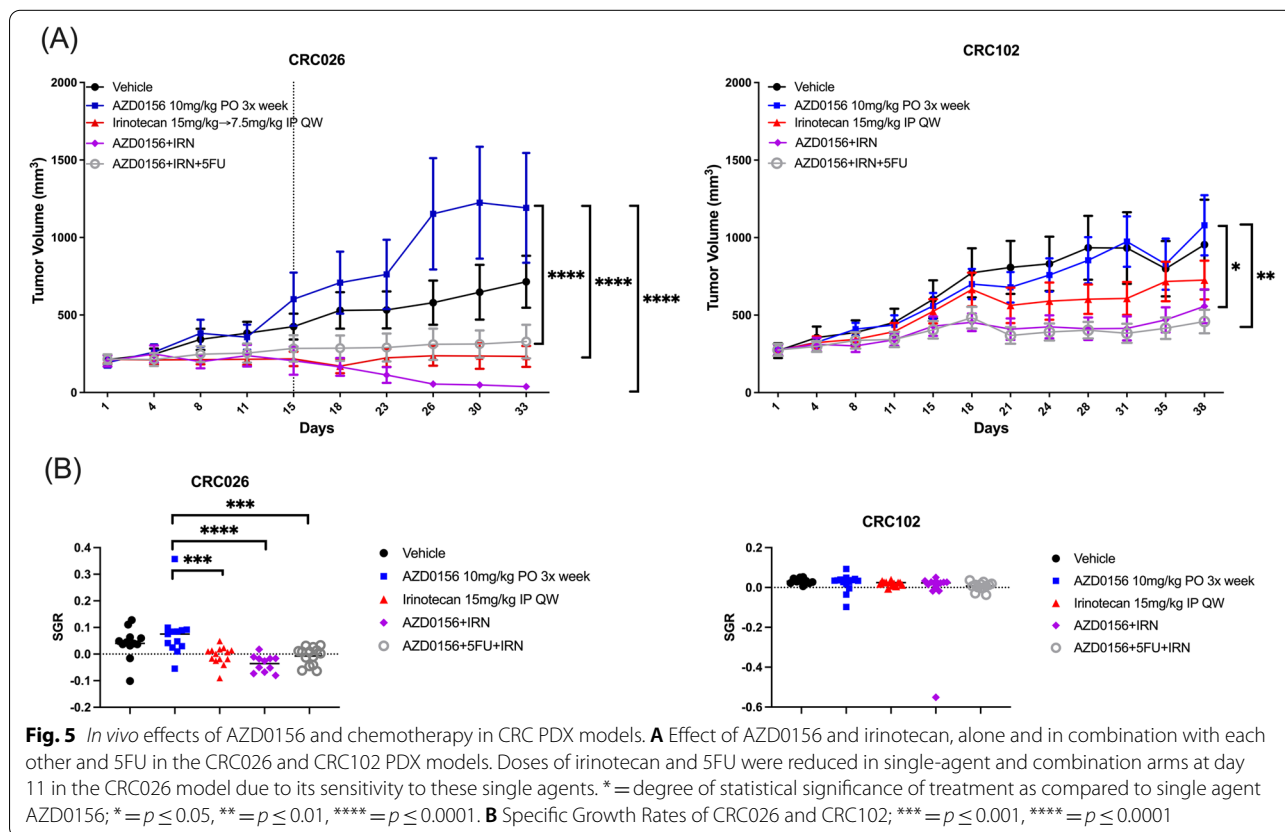 (A)
CRC026
2000
1500
1000
500
0
Tumor Volume (mm³)
Vehicle
AZD0156 10mg/kg PO 3x week
Irinotecan 15mg/kg→7.5mg/kg IP QW
AZD0156+IRN
AZD0156+IRN+5FU
****
****
****
1 4 8 11 15 18 23 26 30 33
Days
CRC102
2000
1500
1000
500
0
Tumor Volume (mm³)
Vehicle
AZD0156 10mg/kg PO 3x week
Irinotecan 15mg/kg IP QW
AZD0156+IRN
AZD0156+IRN+5FU
*
**
1 4 8 11 15 18 21 24 28 31 35 38
Days
(B)
CRC026
***
****
***
0.4
0.3
0.2
0.1
0.0
-0.1
-0.2
SGR
Vehicle
AZD0156 10mg/kg PO 3x week
Irinotecan 15mg/kg IP QW
AZD0156+IRN
AZD0156+5FU+IRN
CRC102
0.2
0.0
-0.2
-0.4
-0.6
SGR
Vehicle
AZD0156 10mg/kg PO 3x week
Irinotecan 15mg/kg IP QW
AZD0156+IRN
AZD0156+5FU+IRN
Fig. 5 In vivo effects of AZD0156 and chemotherapy in CRC PDX models. A Effect of AZD0156 and irinotecan, alone and in combination with each
other and 5FU in the CRC026 and CRC102 PDX models. Doses of irinotecan and 5FU were reduced in single-agent and combination arms at day
11 in the CRC026 model due to its sensitivity to these single agents. * = degree of statistical significance of treatment as compared to single agent
AZD0156; * = p ≤ 0.05, ** = p ≤ 0.01, **** = p ≤ 0.0001. B Specific Growth Rates of CRC026 and CRC102; *** = p ≤ 0.001, **** = p ≤ 0.0001